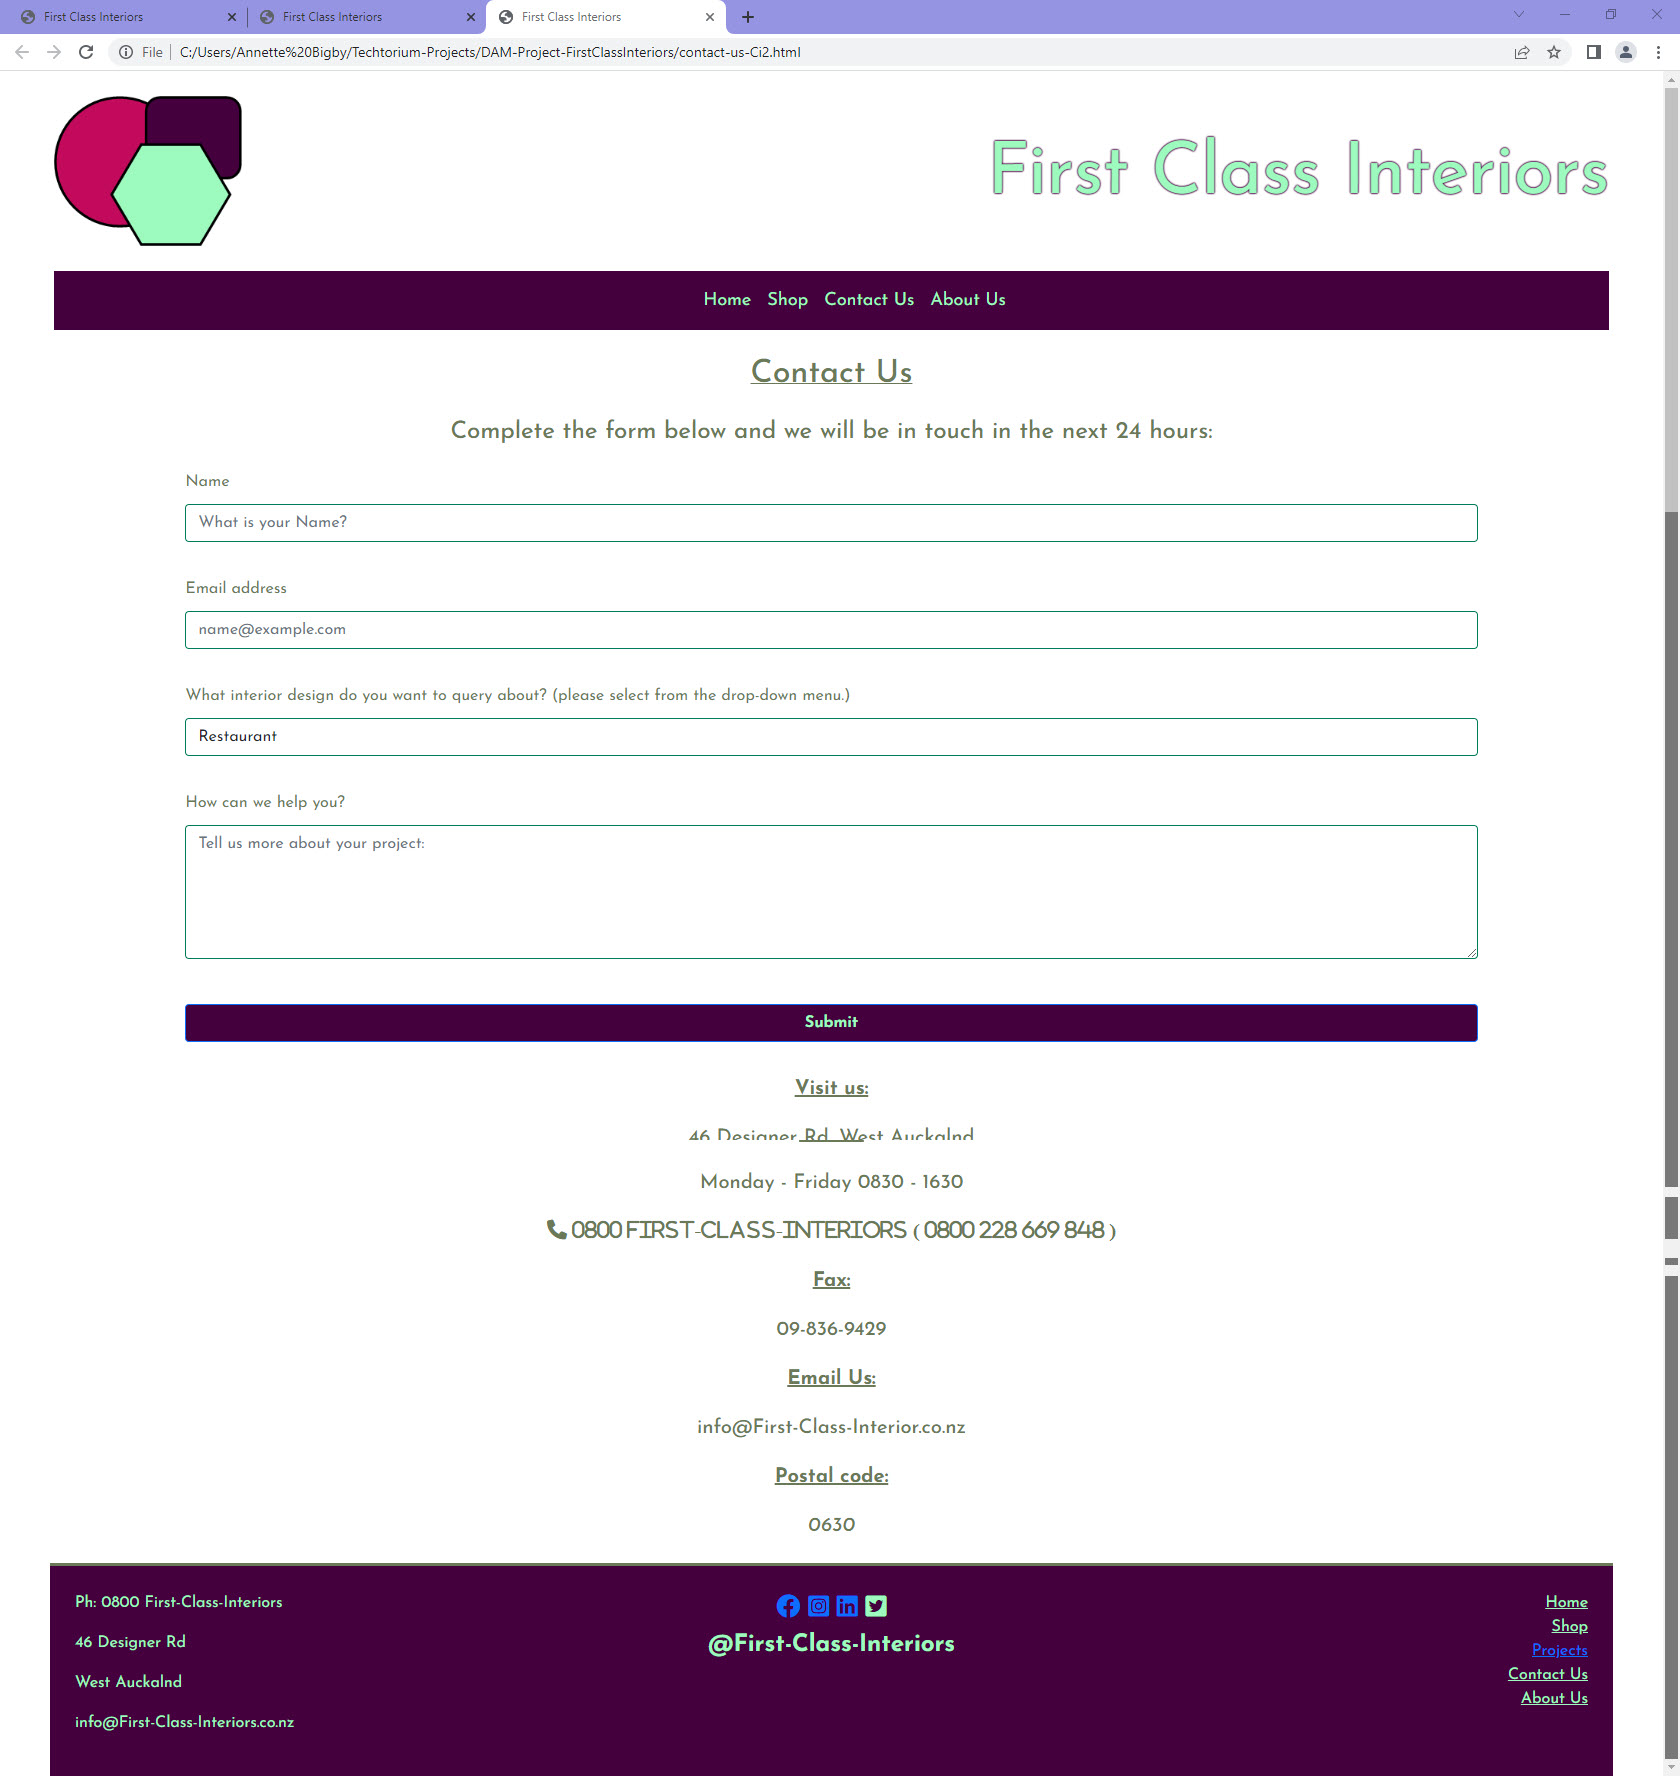 First Class Interiors
First Class Interiors
First Class Interiors
File
C:/Users/Annette%20Bigby/Techtorium-Projects/DAM-Project-FirstClassInteriors/contact-us-Ci2.html
First Class Interiors
Home Shop Contact Us About Us
Contact Us
Complete the form below and we will be in touch in the next 24 hours:
Name
What is your Name?
Email address
name@example.com
What interior design do you want to query about? (please select from the drop-down menu.)
Restaurant
How can we help you?
Tell us more about your project:
Submit
Visit us:
46 Designer Rd, West Auckalnd
Monday - Friday 0830 - 1630
0800 FIRST-CLASS-INTERIORS ( 0800 228 669 848 )
Fax:
09-836-9429
Email Us:
info@First-Class-Interior.co.nz
Postal code:
0630
Ph: 0800 First-Class-Interiors
46 Designer Rd
West Auckalnd
info@First-Class-Interiors.co.nz
@First-Class-Interiors
Home
Shop
Projects
Contact Us
About Us